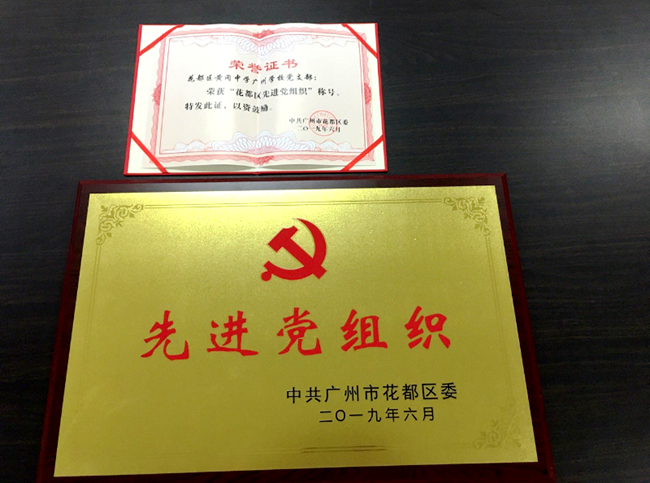 荣誉证书
花都区黄冈中学广州学校党支部：
荣获“花都区先进党组织”称号。
特发此证，以资鼓励。
中共广州市花都区委
二〇一九年六月
先进党组织
中共广州市花都区委
二〇一九年六月